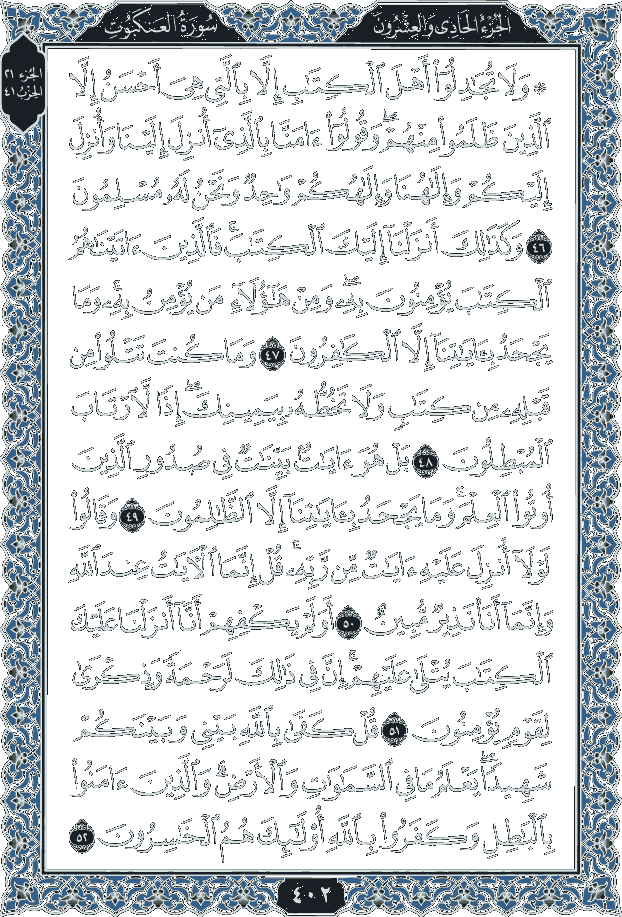 الجزء الحادي والعشرون
سورة العنكبوت
الجزء ٢١
الحزب ٤١
۞ وَلَا تُجَٰدِلُوٓا۟ أَهْلَ ٱلْكِتَٰبِ إِلَّا بِٱلَّتِى هِىَ أَحْسَنُ إِلَّا
ٱلَّذِينَ ظَلَمُوا۟ مِنْهُمْ ۖ وَقُولُوٓا۟ ءَامَنَّا بِٱلَّذِىٓ أُنزِلَ إِلَيْنَا وَأُنزِلَ
إِلَيْكُمْ وَإِلَٰهُنَا وَإِلَٰهُكُمْ وَٰحِدٌ وَنَحْنُ لَهُۥ مُسْلِمُونَ
٤٦ وَكَذَٰلِكَ أَنزَلْنَآ إِلَيْكَ ٱلْكِتَٰبَ ۚ فَٱلَّذِينَ ءَاتَيْنَٰهُمُ
ٱلْكِتَٰبَ يُؤْمِنُونَ بِهِۦ ۖ وَمِنْ هَٰٓؤُلَآءِ مَن يُؤْمِنُ بِهِۦ ۚ وَمَا
يَجْحَدُ بِـَٔايَٰتِنَآ إِلَّا ٱلْكَٰفِرُونَ ٤٧ وَمَا كُنتَ تَتْلُوا۟ مِن
قَبْلِهِۦ مِن كِتَٰبٍ وَلَا تَخُطُّهُۥ بِيَمِينِكَ ۖ إِذًا لَّٱرْتَابَ
ٱلْمُبْطِلُونَ ٤٨ بَلْ هُوَ ءَايَٰتٌۢ بَيِّنَٰتٌ فِى صُدُورِ ٱلَّذِينَ
أُوتُوا۟ ٱلْعِلْمَ ۚ وَمَا يَجْحَدُ بِـَٔايَٰتِنَآ إِلَّا ٱلظَّٰلِمُونَ ٤٩ وَقَالُوا۟
لَوْلَآ أُنزِلَ عَلَيْهِ ءَايَٰتٌ مِّن رَّبِّهِۦ ۖ قُلْ إِنَّمَا ٱلْءَايَٰتُ عِندَ ٱللَّهِ
وَإِنَّمَآ أَنَا۠ نَذِيرٌ مُّبِينٌ ٥٠ أَوَلَمْ يَكْفِهِمْ أَنَّآ أَنزَلْنَا عَلَيْكَ
ٱلْكِتَٰبَ يُتْلَىٰ عَلَيْهِمْ ۚ إِنَّ فِى ذَٰلِكَ لَرَحْمَةً وَذِكْرَىٰ
لِقَوْمٍ يُؤْمِنُونَ ٥١ قُلْ كَفَىٰ بِٱللَّهِ بَيْنِى وَبَيْنَكُمْ
شَهِيدًا ۖ يَعْلَمُ مَا فِى ٱلسَّمَٰوَٰتِ وَٱلْأَرْضِ ۗ وَٱلَّذِينَ ءَامَنُوا۟
بِٱلْبَٰطِلِ وَكَفَرُوا۟ بِٱللَّهِ أُو۟لَٰٓئِكَ هُمُ ٱلْخَٰسِرُونَ ٥٢
٤٠٢